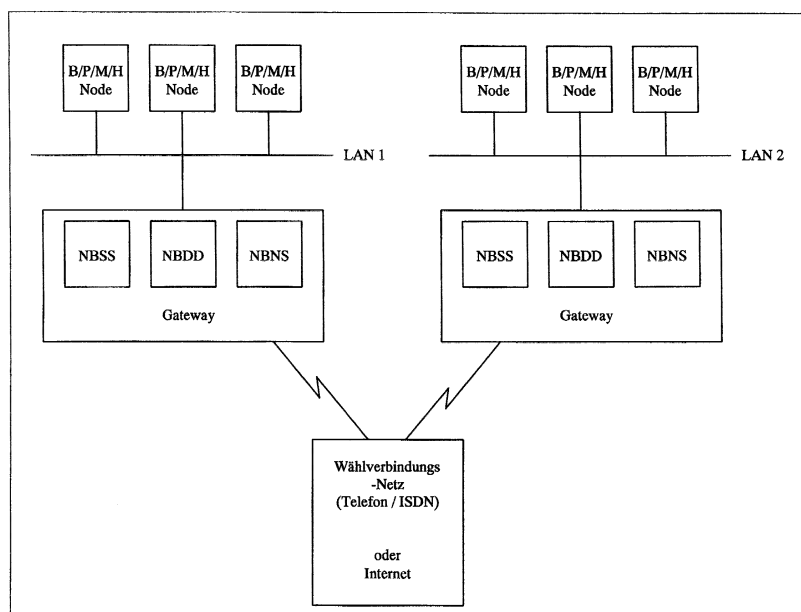 B/P/M/H
Node
B/P/M/H
Node
B/P/M/H
Node
B/P/M/H
Node
B/P/M/H
Node
B/P/M/H
Node
LAN 1
LAN 2
NBSS
NBDD
NBNS
Gateway
NBSS
NBDD
NBNS
Gateway
Wählverbindungs
-Netz
(Telefon / ISDN)
oder
Internet